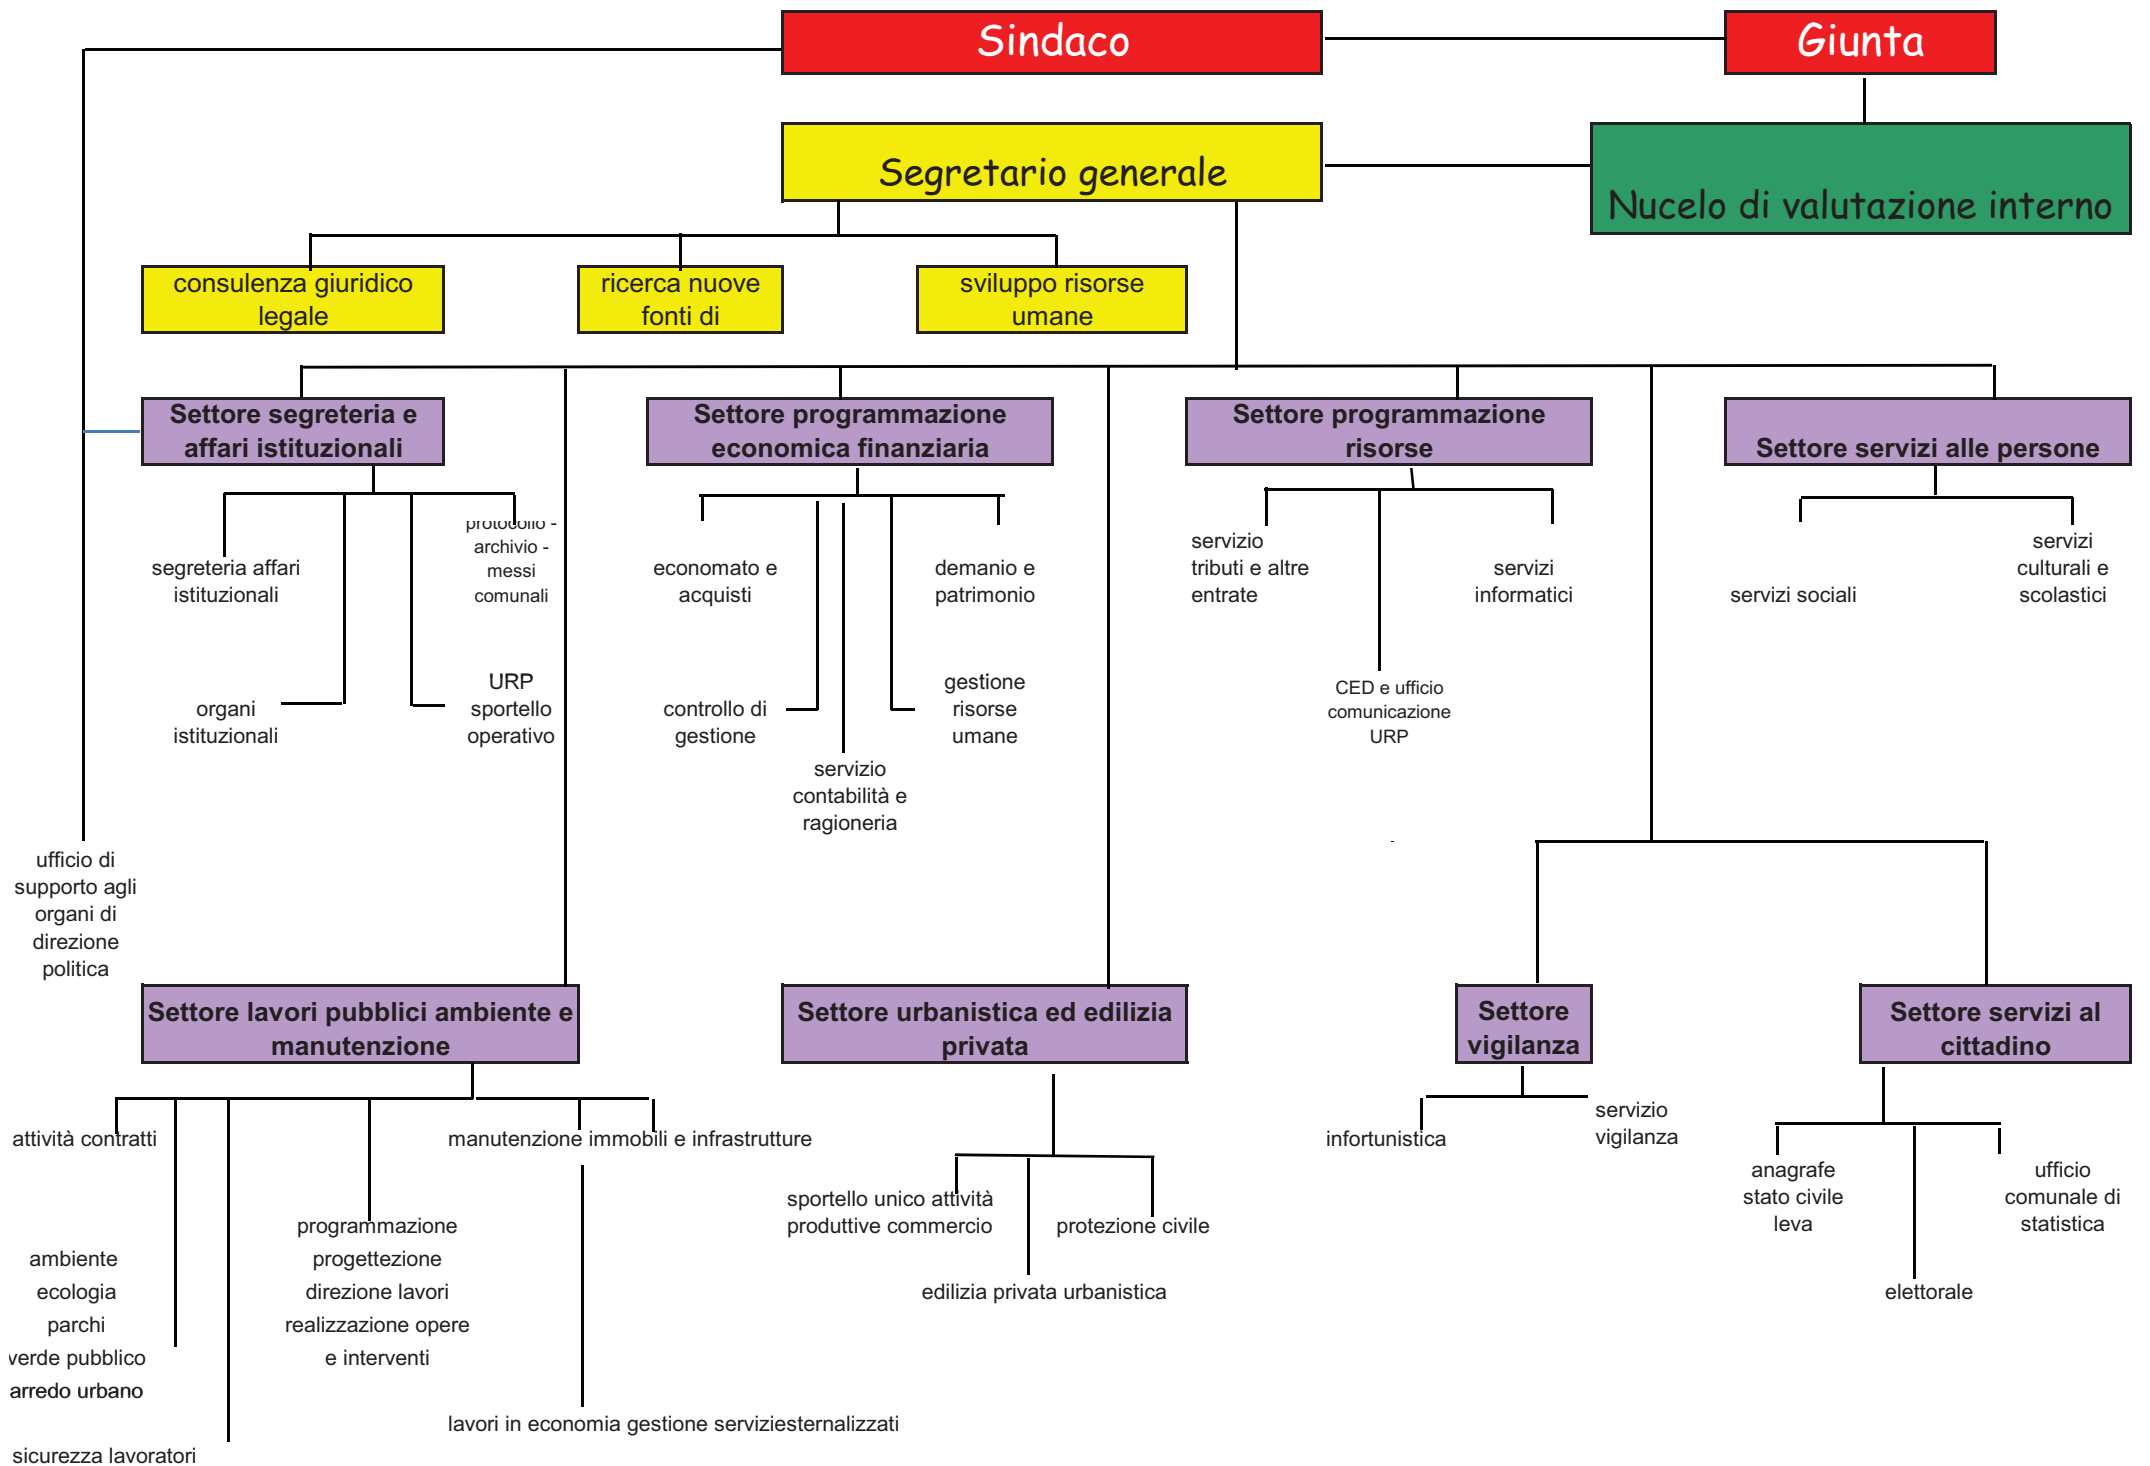 Sindaco
Giunta
Segretario generale
Nucelo di valutazione interno
consulenza giuridico
legale
ricerca nuove
fonti di
sviluppo risorse
umane
Settore segreteria e
affari istituzionali
Settore programmazione
economica finanziaria
Settore programmazione
risorse
Settore servizi alle persone
segreteria affari
istituzionali
protocollo -
archivio -
messi
comunali
economato e
acquisti
demanio e
patrimonio
servizio
tributi e altre
entrate
servizi
informatici
servizi sociali
servizi
culturali e
scolastici
organi
istituzionali
URP
sportello
operativo
controllo di
gestione
gestione
risorse
umane
CED e ufficio
comunicazione
URP
servizio
contabilità e
ragioneria
ufficio di
supporto agli
organi di
direzione
politica
Settore lavori pubblici ambiente e
manutenzione
Settore urbanistica ed edilizia
privata
Settore
vigilanza
Settore servizi al
cittadino
attività contratti
manutenzione immobili e infrastrutture
infortunistica
servizio
vigilanza
sportello unico attività
produttive commercio
protezione civile
anagrafe
stato civile
leva
ufficio
comunale di
statistica
programmazione
progettezione
direzione lavori
realizzazione opere
e interventi
ambiente
ecologia
parchi
verde pubblico
arredo urbano
edilizia privata urbanistica
elettorale
lavori in economia gestione serviziesternalizzati
sicurezza lavoratori